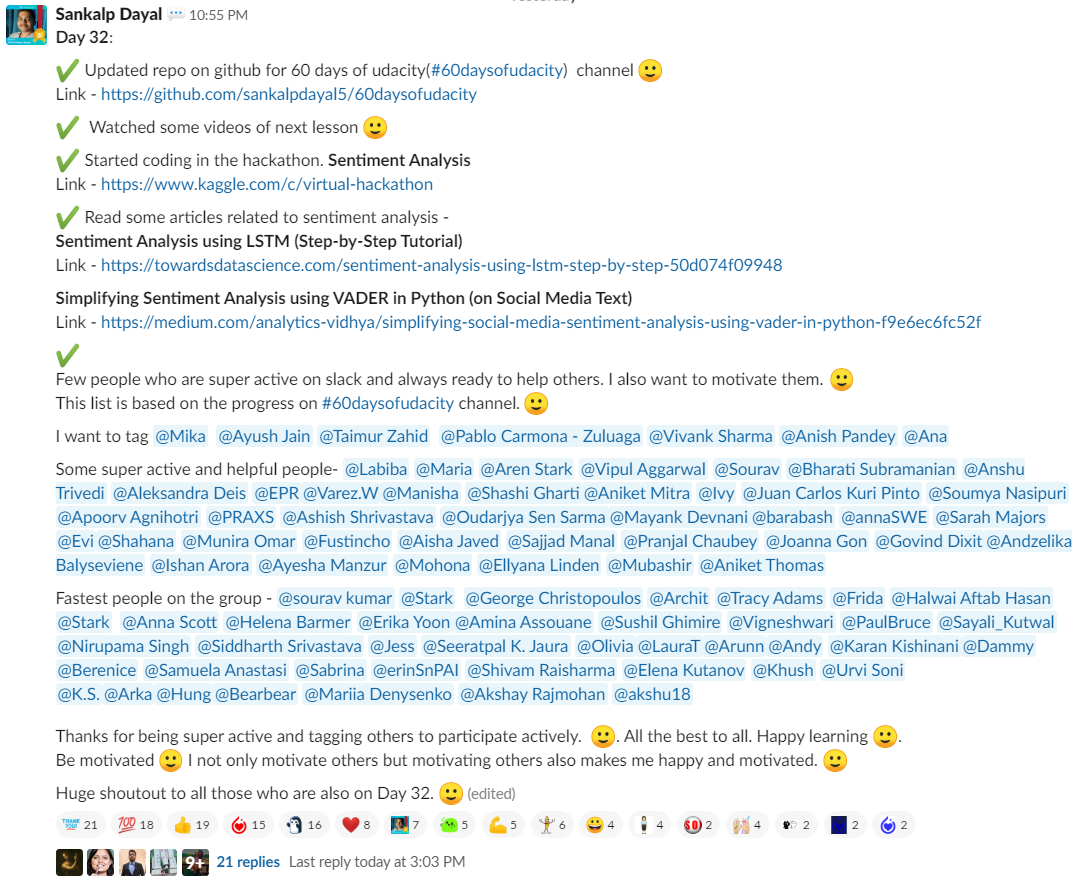 Sankalp Dayal 10:55 PM
Day 32:
Updated repo on github for 60 days of udacity(#60daysofudacity) channel
Link - https://github.com/sankalpdayal5/60daysofudacity
Watched some videos of next lesson
Started coding in the hackathon. Sentiment Analysis
Link - https://www.kaggle.com/c/virtual-hackathon
Read some articles related to sentiment analysis -
Sentiment Analysis using LSTM (Step-by-Step Tutorial)
Link - https://towardsdatascience.com/sentiment-analysis-using-lstm-step-by-step-50d074f09948
Simplifying Sentiment Analysis using VADER in Python (on Social Media Text)
Link - https://medium.com/analytics-vidhya/simplifying-social-media-sentiment-analysis-using-vader-in-python-f9e6ec6fc52f
Few people who are super active on slack and always ready to help others. I also want to motivate them.
This list is based on the progress on #60daysofudacity channel.
I want to tag @Mika @Ayush Jain @Taimur Zahid @Pablo Carmona - Zuluaga @Vivank Sharma @Anish Pandey @Ana
Some super active and helpful people- @Labiba @Maria @Aren Stark @Vipul Aggarwal @Sourav @Bharati Subramanian @Anshu
Trivedi @Aleksandra Deis @EPR @Varez.W @Manisha @Shashi Gharti @Aniket Mitra @Ivy @Juan Carlos Kuri Pinto @Soumya Nasipuri
@Apoorv Agnihotri @PRAXS @Ashish Shrivastava @Oudarjya Sen Sarma @Mayank Devnani @barabash @annaSWE @Sarah Majors
@Evi @Shahana @Munira Omar @Fustincho @Aisha Javed @Sajjad Manal @Pranjal Chaubey @Joanna Gon @Govind Dixit @Andzelika
Balyseviene @Ishan Arora @Ayesha Manzur @Mohona @Ellyana Linden @Mubashir @Aniket Thomas
Fastest people on the group - @sourav kumar @Stark @George Christopoulos @Archit @Tracy Adams @Frida @Halwai Aftab Hasan
@Stark @Anna Scott @Helena Barmer @Erika Yoon @Amina Assouane @Sushil Ghimire @Vigneshwari @PaulBruce @Sayali_Kutwal
@Nirupama Singh @Siddharth Srivastava @Jess @Seeratpal K. Jaura @Olivia @LauraT @Arunn @Andy @Karan Kishinani @Dammy
@Berenice @Samuela Anastasi @Sabrina @erinSnPAI @Shivam Raisharma @Elena Kutanov @Khush @Urvi Soni
@K.S. @Arka @Hung @Bearbear @Mariia Denysenko @Akshay Rajmohan @akshu18
Thanks for being super active and tagging others to participate actively. . All the best to all. Happy learning .
Be motivated I not only motivate others but motivating others also makes me happy and motivated.
Huge shoutout to all those who are also on Day 32. (edited)
THANK YOU! 21 100 18 19 15 16 8 7 5 5 6 4 4 2 4 2 2 2
9+ 21 replies Last reply today at 3:03 PM